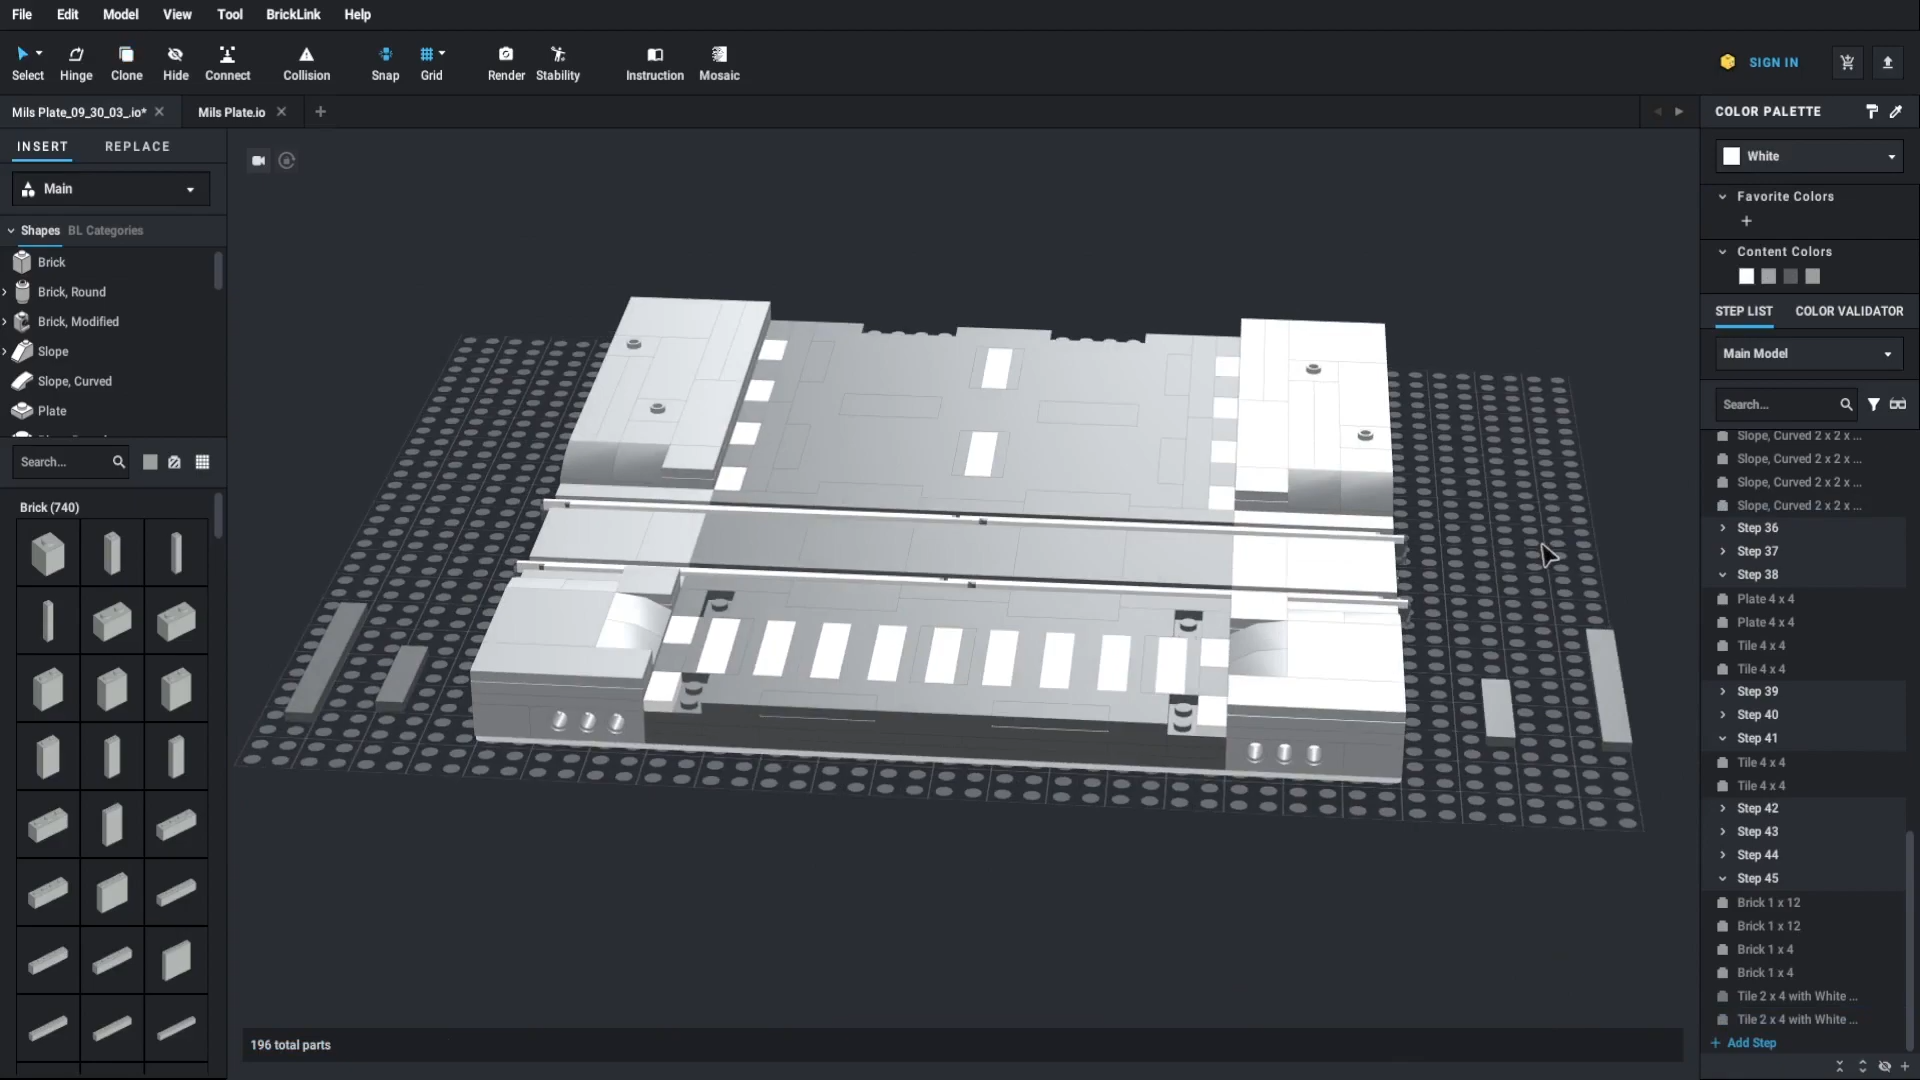 File Edit Model View Tool BrickLink Help
Select Hinge Clone Hide Connect Collision Snap Grid Render Stability Instruction Mosaic SIGN IN
Mils Plate_09_30_03_.io* Mils Plate.io
INSERT REPLACE
Main
Shapes BL Categories
Brick
Brick, Round
Brick, Modified
Slope
Slope, Curved
Plate
Search...
Brick (740)
196 total parts
COLOR PALETTE
White
Favorite Colors
Content Colors
STEP LIST COLOR VALIDATOR
Main Model
Search...
Slope, Curved 2 x 2 x ...
Slope, Curved 2 x 2 x ...
Slope, Curved 2 x 2 x ...
Slope, Curved 2 x 2 x ...
Step 36
Step 37
Step 38
Plate 4 x 4
Plate 4 x 4
Tile 4 x 4
Tile 4 x 4
Step 39
Step 40
Step 41
Tile 4 x 4
Tile 4 x 4
Step 42
Step 43
Step 44
Step 45
Brick 1 x 12
Brick 1 x 12
Brick 1 x 4
Brick 1 x 4
Tile 2 x 4 with White ...
Tile 2 x 4 with White ...
+ Add Step